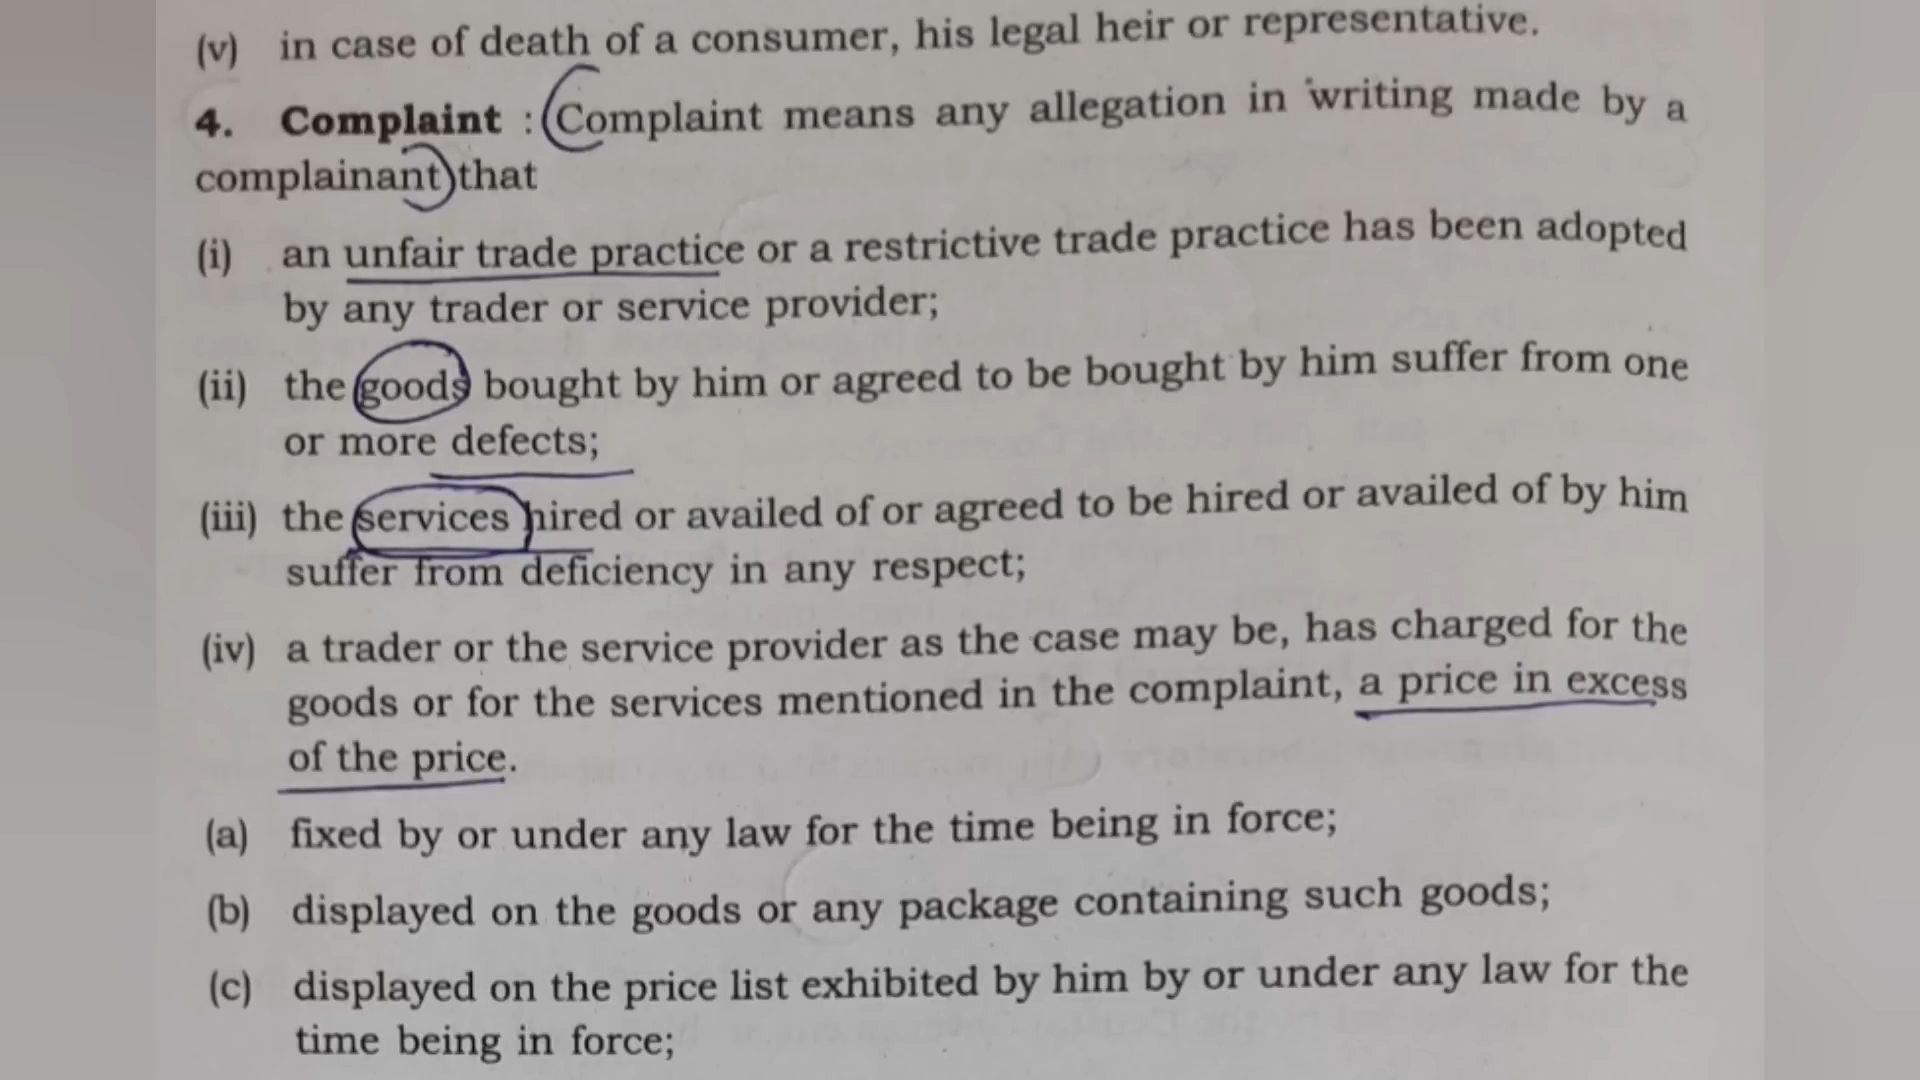 (v) in case of death of a consumer, his legal heir or representative.
4. Complaint : Complaint means any allegation in writing made by a
complainant that
(i) an unfair trade practice or a restrictive trade practice has been adopted
by any trader or service provider;
(ii) the goods bought by him or agreed to be bought by him suffer from one
or more defects;
(iii) the services hired or availed of or agreed to be hired or availed of by him
suffer from deficiency in any respect;
(iv) a trader or the service provider as the case may be, has charged for the
goods or for the services mentioned in the complaint, a price in excess
of the price.
(a) fixed by or under any law for the time being in force;
(b) displayed on the goods or any package containing such goods;
(c) displayed on the price list exhibited by him by or under any law for the
time being in force;